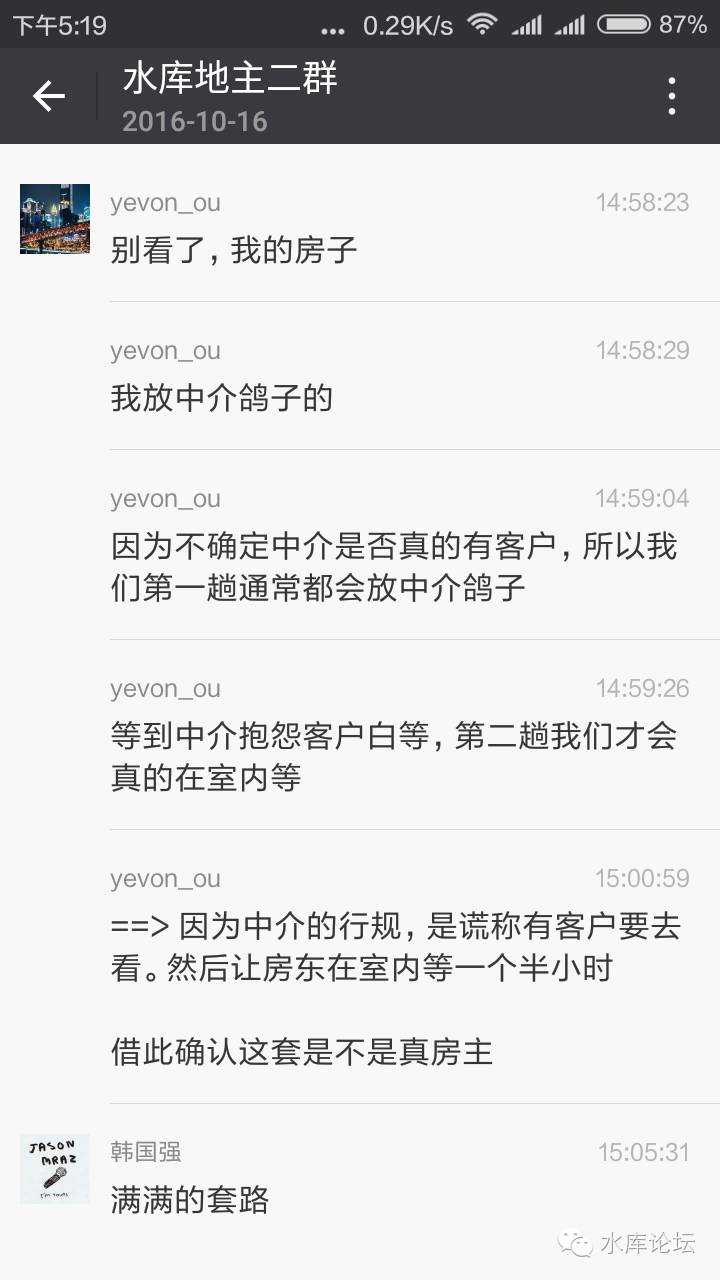 下午5:19
... 0.29K/s 87%
水库地主二群
2016-10-16
yevon_ou 14:58:23
别看了，我的房子
yevon_ou 14:58:29
我放中介鸽子的
yevon_ou 14:59:04
因为不确定中介是否真的有客户，所以我
们第一趟通常都会放中介鸽子
yevon_ou 14:59:26
等到中介抱怨客户白等，第二趟我们才会
真的在室内等
yevon_ou 15:00:59
==> 因为中介的行规，是谎称有客户要去
看。然后让房东在室内等一个半小时
借此确认这套是不是真房主
JASON
MRAZ
I'm Yours
韩国强 15:05:31
满满的套路
水库论坛